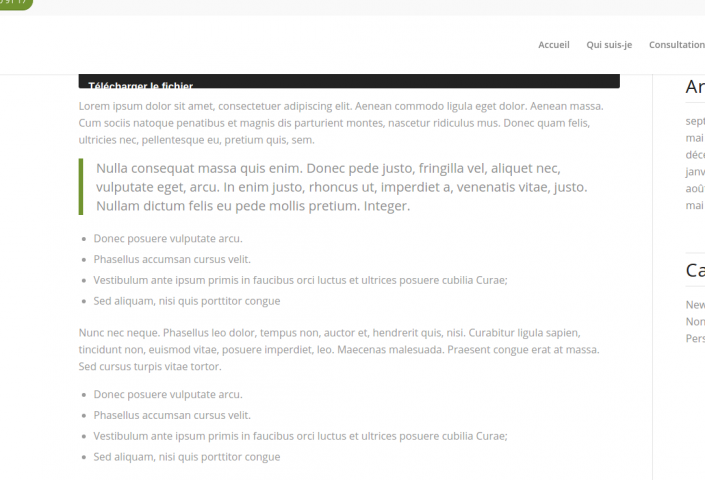 Accueil Qui suis-je Consultation
Télécharger le fichier
Lorem ipsum dolor sit amet, consectetuer adipiscing elit. Aenean commodo ligula eget dolor. Aenean massa.
Cum sociis natoque penatibus et magnis dis parturient montes, nascetur ridiculus mus. Donec quam felis,
ultricies nec, pellentesque eu, pretium quis, sem.
Nulla consequat massa quis enim. Donec pede justo, fringilla vel, aliquet nec,
vulputate eget, arcu. In enim justo, rhoncus ut, imperdiet a, venenatis vitae, justo.
Nullam dictum felis eu pede mollis pretium. Integer.
Donec posuere vulputate arcu.
Phasellus accumsan cursus velit.
Vestibulum ante ipsum primis in faucibus orci luctus et ultrices posuere cubilia Curae;
Sed aliquam, nisi quis porttitor congue
Nunc nec neque. Phasellus leo dolor, tempus non, auctor et, hendrerit quis, nisi. Curabitur ligula sapien,
tincidunt non, euismod vitae, posuere imperdiet, leo. Maecenas malesuada. Praesent congue erat at massa.
Sed cursus turpis vitae tortor.
Donec posuere vulputate arcu.
Phasellus accumsan cursus velit.
Vestibulum ante ipsum primis in faucibus orci luctus et ultrices posuere cubilia Curae;
Sed aliquam, nisi quis porttitor congue
Ar
sept
mai
déc
janv
aoû
mai
Ca
New
Non
Pers